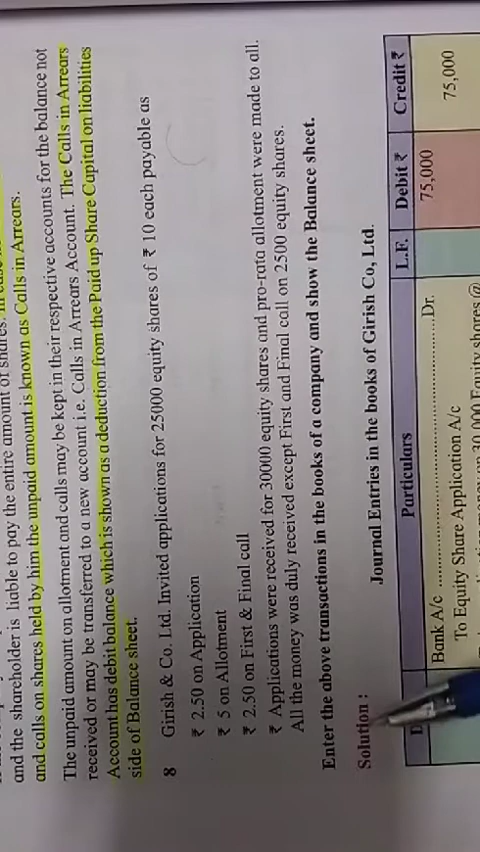 and the shareholder is liable to pay the entire amount of shares.
and calls on shares held by him the unpaid amount is known as Calls in Arrears.
The unpaid amount on allotment and calls may be kept in their respective accounts for the balance not
received or may be transferred to a new account i.e. Calls in Arrears Account. The Calls in Arrears
Account has debit balance which is shown as a deduction from the Paid up Share Capital on liabilities
side of Balance sheet.
8 Girish & Co. Ltd. Invited applications for 25000 equity shares of ₹ 10 each payable as
₹ 2.50 on Application
₹ 5 on Allotment
₹ 2.50 on First & Final call
₹ Applications were received for 30000 equity shares and pro-rata allotment were made to all.
All the money was duly received except First and Final call on 2500 equity shares.
Enter the above transactions in the books of a company and show the Balance sheet.
Solution :
Journal Entries in the books of Girish Co, Ltd.
D Particulars L.F. Debit ₹ Credit ₹
Bank A/c ........................................Dr. 75,000
To Equity Share Application A/c 75,000
money on 30,000 Equity shares @